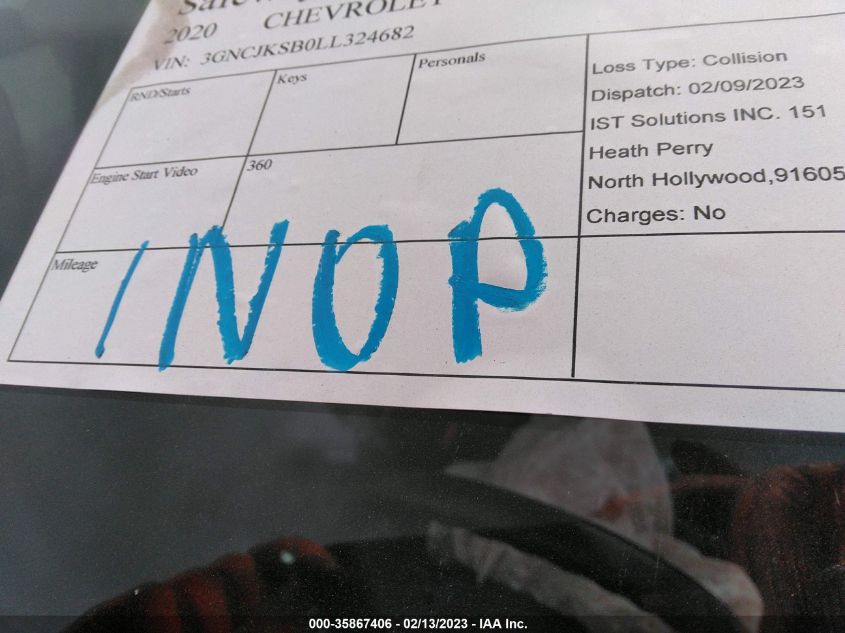 2020 CHEVROLET
VIN: 3GNCJKSB0LL324682
RND/Starts
Keys
Personals
Engine Start Video
360
Mileage
INOP
Loss Type: Collision
Dispatch: 02/09/2023
IST Solutions INC. 151
Heath Perry
North Hollywood,91605
Charges: No
000-35867406 - 02/13/2023 - IAA Inc.